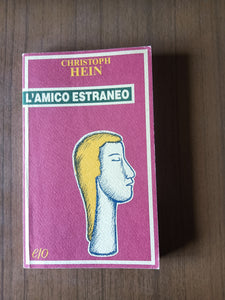 CHRISTOPH
HEIN
L'AMICO ESTRANEO
e/o